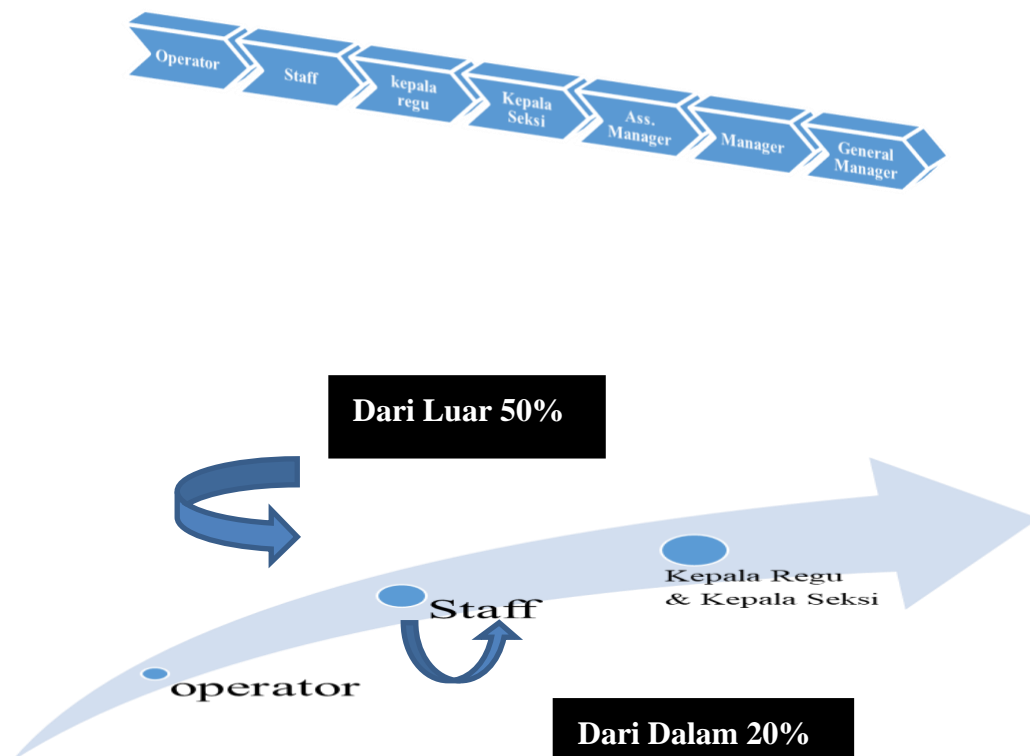 Operator
Staff
kepala
regu
Kepala
Seksi
Ass.
Manager
Manager
General
Manager
Dari Luar 50%
Kepala Regu
& Kepala Seksi
Staff
operator
Dari Dalam 20%